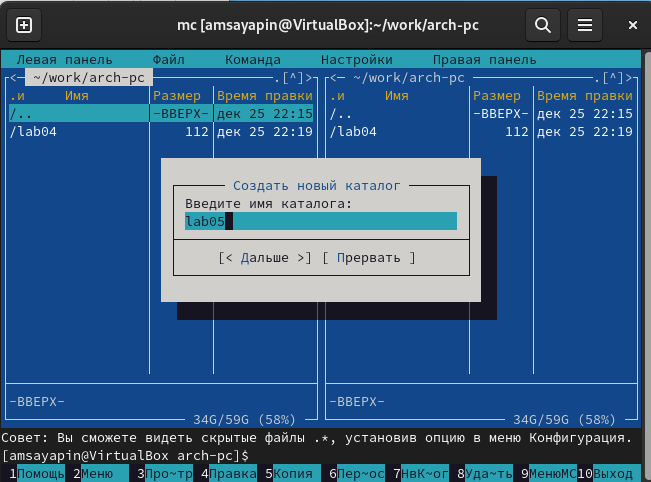 mc [amsayapin@VirtualBox]:~/work/arch-pc
Левая панель Файл Команда Настройки Правая панель
<─ ~/work/arch-pc ─.[^]> <─ ~/work/arch-pc ─.[^]>
.и Имя Размер Время правки .и Имя Размер Время правки
/.. -ВВЕРХ- дек 25 22:15 /.. -ВВЕРХ- дек 25 22:15
/lab04 112 дек 25 22:19 /lab04 112 дек 25 22:19
Создать новый каталог
Введите имя каталога:
lab05
[< Дальше >] [ Прервать ]
-ВВЕРХ- -ВВЕРХ-
34G/59G (58%) 34G/59G (58%)
Совет: Вы сможете видеть скрытые файлы .*, установив опцию в меню Конфигурация.
[amsayapin@VirtualBox arch-pc]$
1Помощь 2Меню 3Про~тр 4Правка 5Копия 6Пер~ос 7НвК~ог 8Уда~ть 9МенюМС10Выход